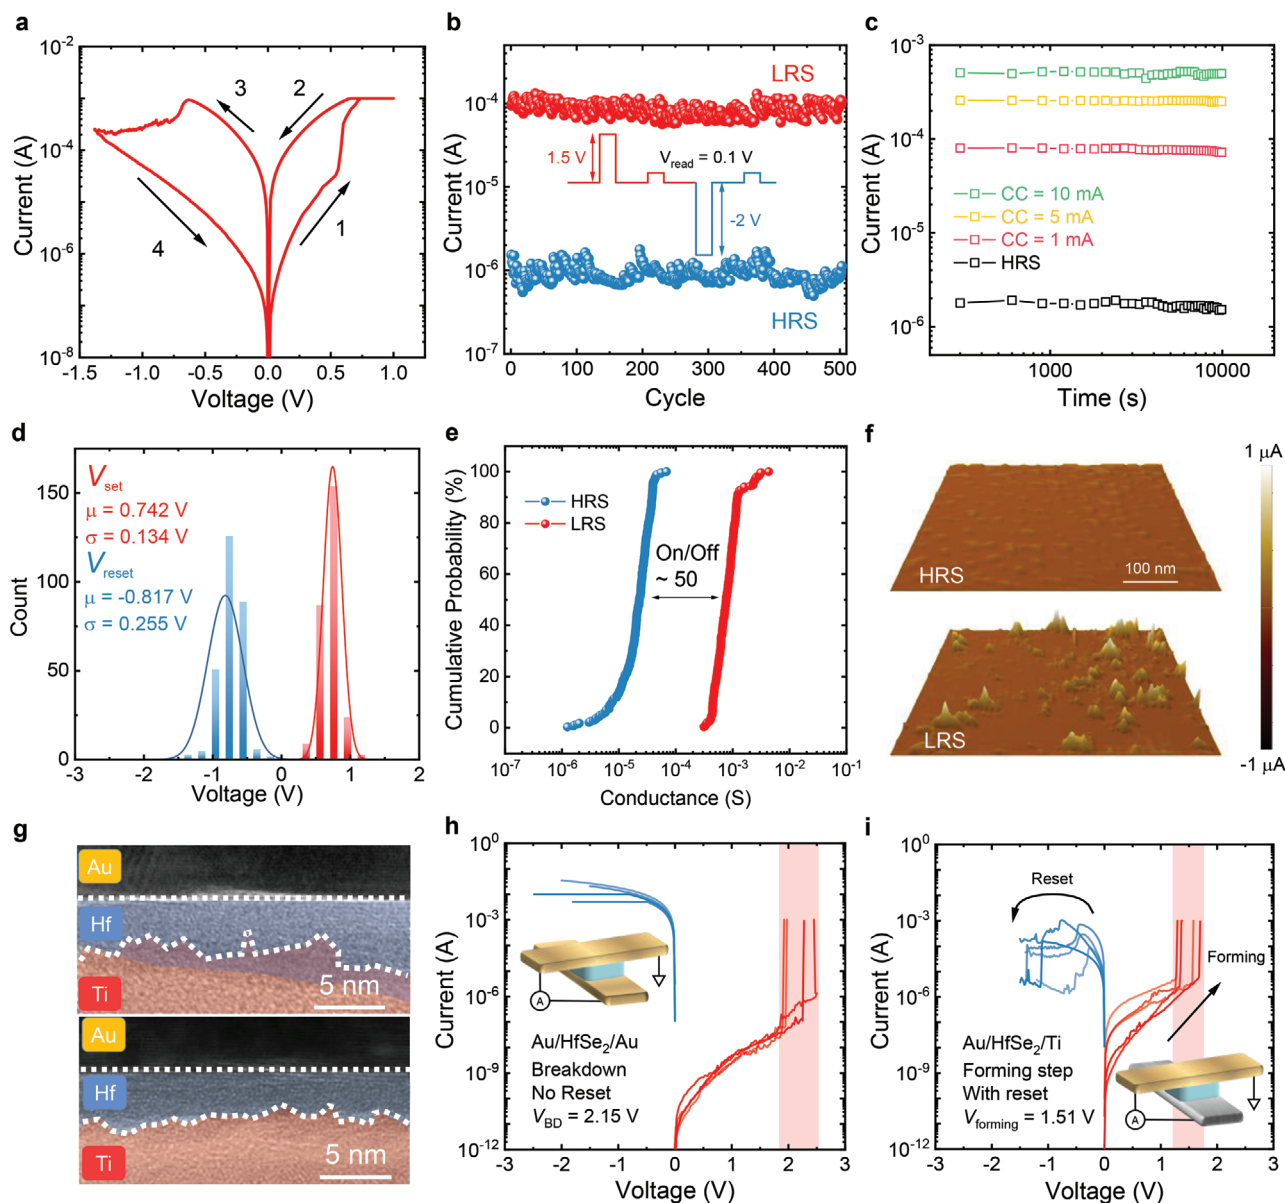 a
10⁻²
10⁻⁴
10⁻⁶
10⁻⁸
Current (A)
3
2
1
4
-1.5
-1.0
-0.5
0.0
0.5
1.0
Voltage (V)
b
10⁻⁴
10⁻⁵
10⁻⁶
10⁻⁷
Current (A)
LRS
1.5 V
Vread = 0.1 V
-2 V
HRS
0
100
200
300
400
500
Cycle
c
10⁻³
10⁻⁴
10⁻⁵
10⁻⁶
Current (A)
CC = 10 mA
CC = 5 mA
CC = 1 mA
HRS
1000
10000
Time (s)
d
150
100
50
0
Count
Vset
μ = 0.742 V
σ = 0.134 V
Vreset
μ = -0.817 V
σ = 0.255 V
-3
-2
-1
0
1
2
Voltage (V)
e
100
80
60
40
20
0
Cumulative Probability (%)
HRS
LRS
On/Off
~ 50
10⁻⁷
10⁻⁶
10⁻⁵
10⁻⁴
10⁻³
10⁻²
10⁻¹
Conductance (S)
f
1 μA
HRS
100 nm
LRS
-1 μA
g
Au
Hf
Ti
5 nm
Au
Hf
Ti
5 nm
h
10⁰
10⁻³
10⁻⁶
10⁻⁹
10⁻¹²
Current (A)
A
Au/HfSe₂/Au
Breakdown
No Reset
VBD = 2.15 V
-3
-2
-1
0
1
2
3
Voltage (V)
i
10⁰
10⁻³
10⁻⁶
10⁻⁹
10⁻¹²
Current (A)
Reset
Forming
Au/HfSe₂/Ti
Forming step
With reset
Vforming = 1.51 V
A
-3
-2
-1
0
1
2
3
Voltage (V)